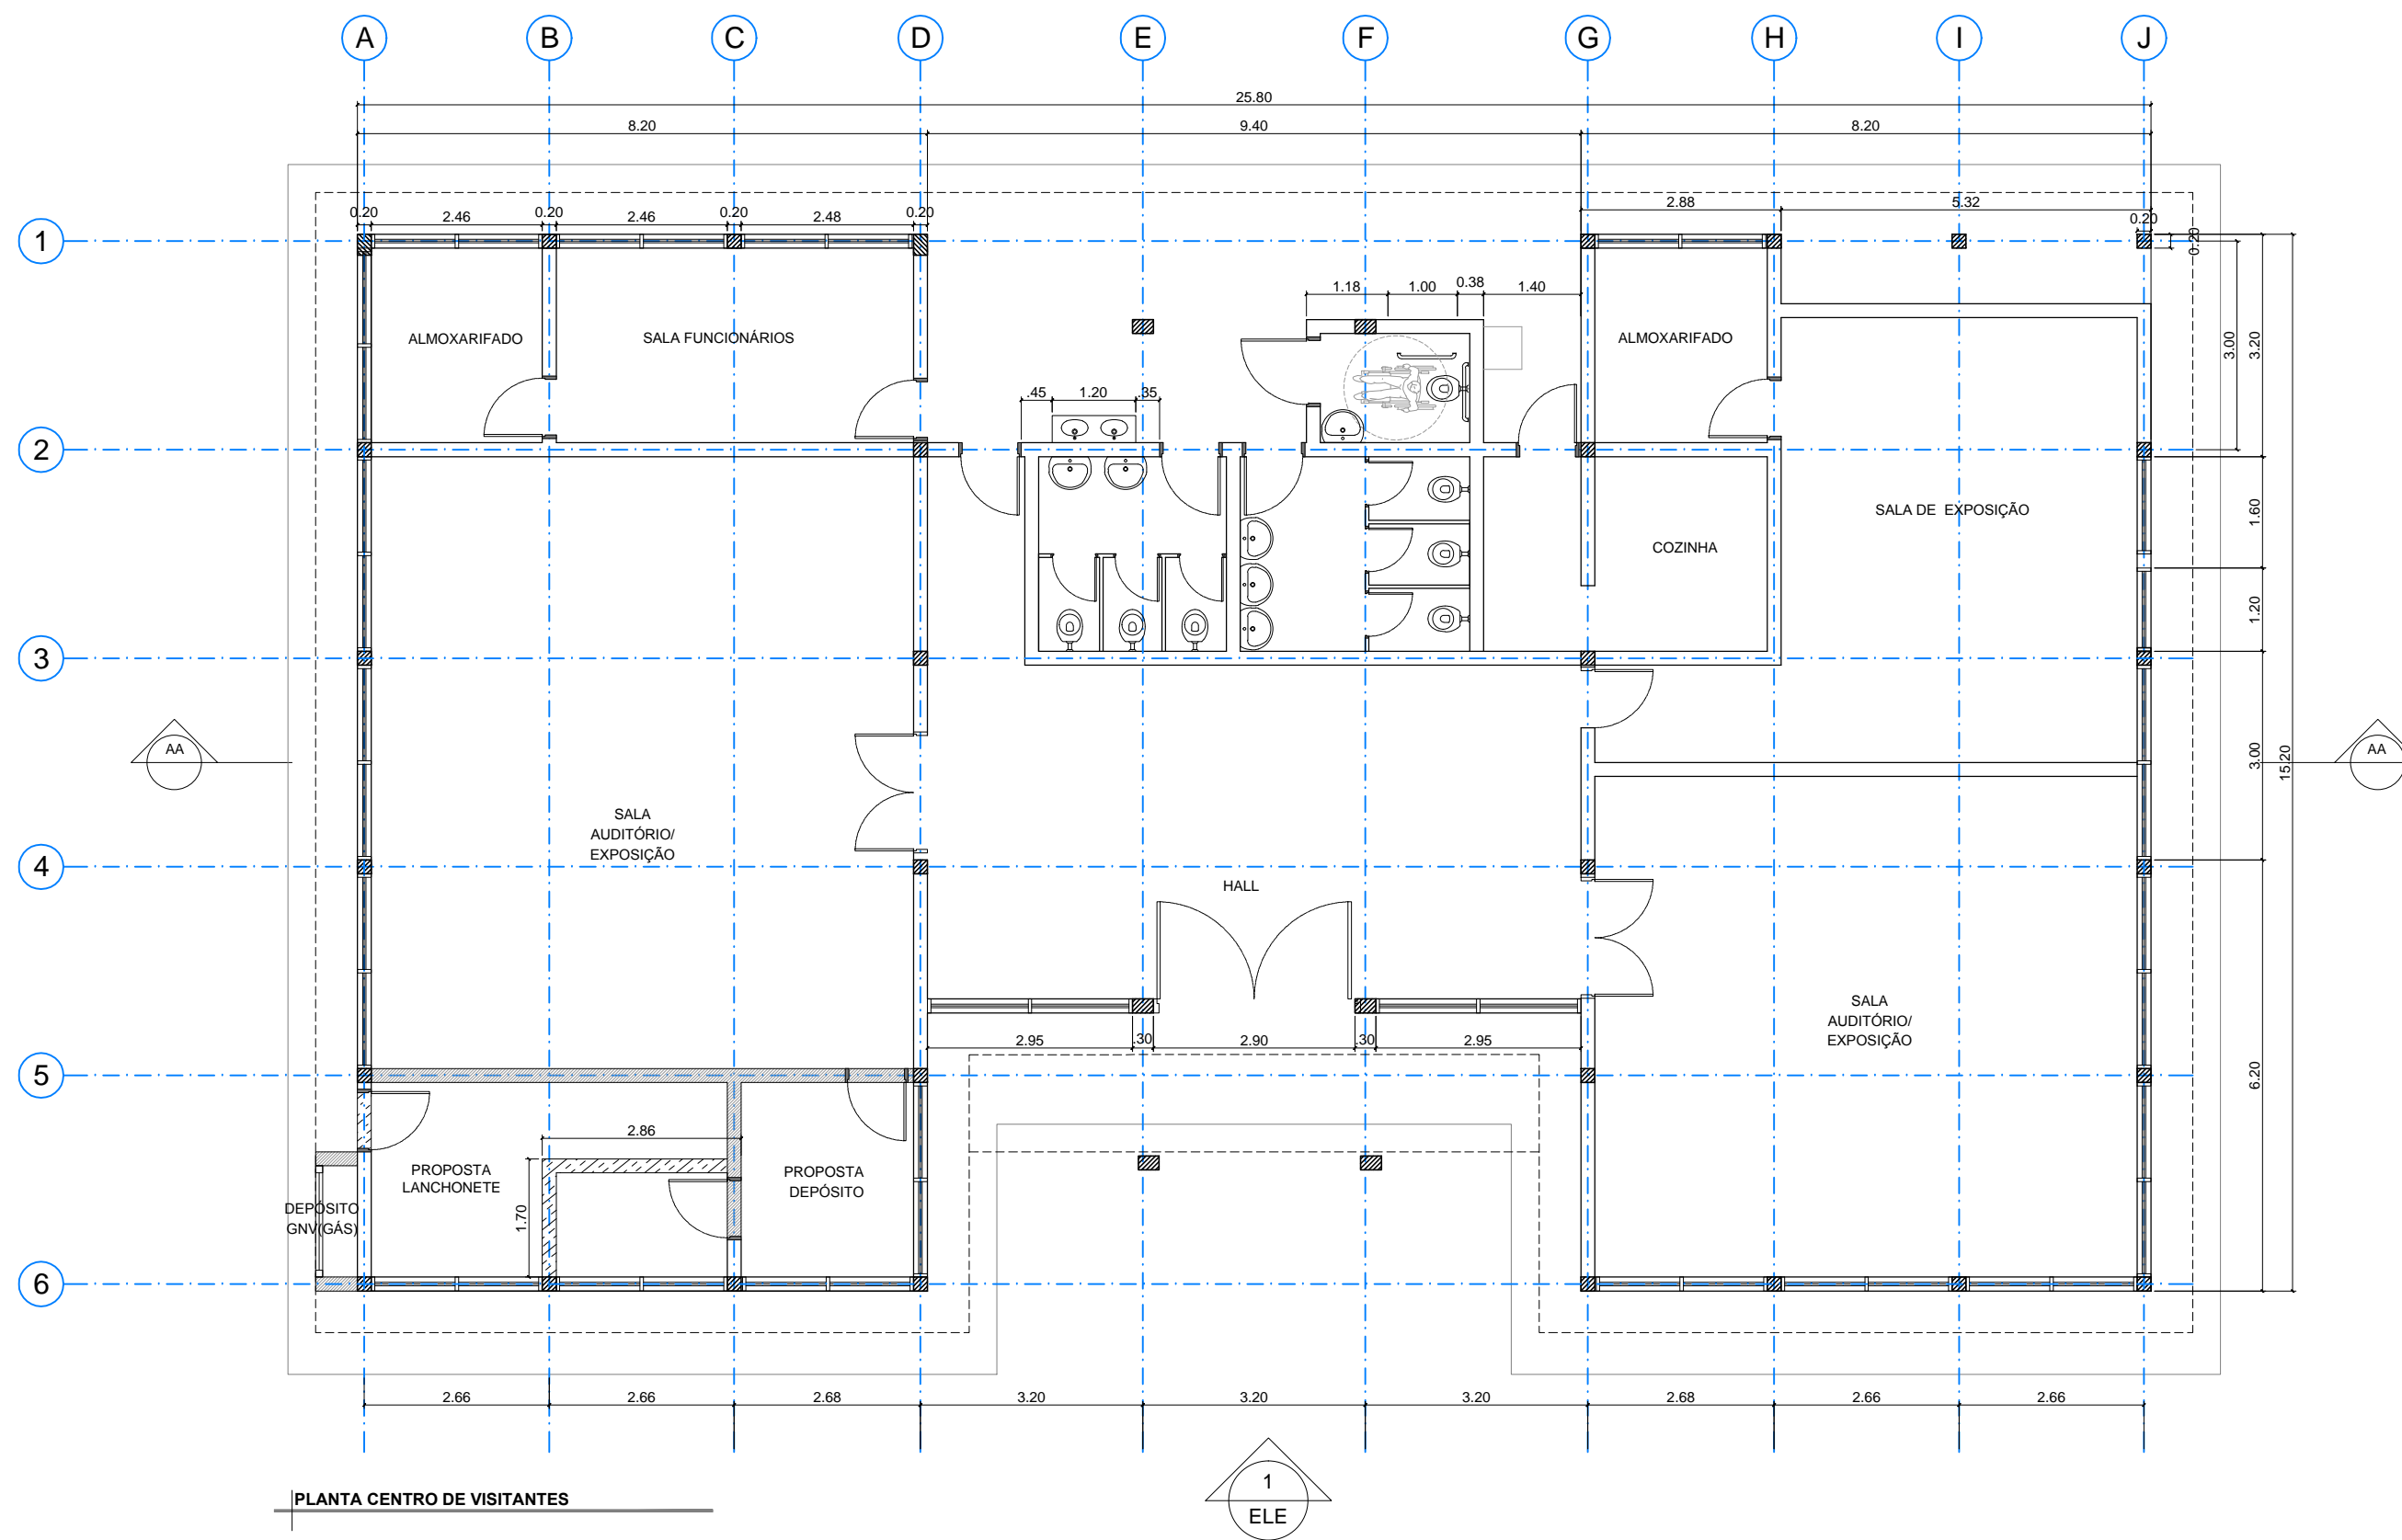 A B C D E F G H I J
25.80
8.20 9.40 8.20
2.88 5.32
0.20 2.46 0.20 2.46 0.20 2.48 0.20
0.20
1
0.20
1.18 1.00 0.38 1.40
ALMOXARIFADO
SALA FUNCIONÁRIOS
ALMOXARIFADO
3.00
3.20
.45 1.20 .35
2
SALA DE EXPOSIÇÃO
1.60
COZINHA
1.20
3
AA
AA
3.00
15.20
SALA
AUDITÓRIO/
EXPOSIÇÃO
4
HALL
SALA
AUDITÓRIO/
EXPOSIÇÃO
2.95 .30 2.90 .30 2.95
5
6.20
2.86
PROPOSTA
LANCHONETE
PROPOSTA
DEPÓSITO
1.70
DEPÓSITO
GNV(GÁS)
6
2.66 2.66 2.68 3.20 3.20 3.20 2.68 2.66 2.66
1
ELE
PLANTA CENTRO DE VISITANTES